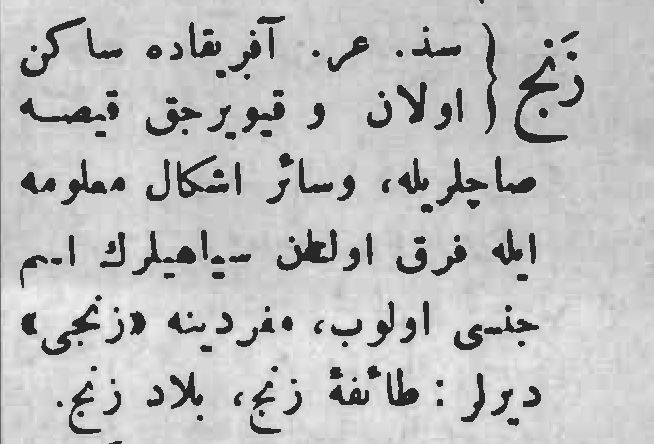 زَنج { سذ. عر. آفریقاده ساکن
اولان و قیویرجق قیصه
صاچلریله، وسائر اشکال معلومه
ایله فرق اولنان سیاهیلرك اسم
جنسی اولوب، مفردینه «زنجی»
دیرلر : طائفهٔ زنج، بلاد زنج.